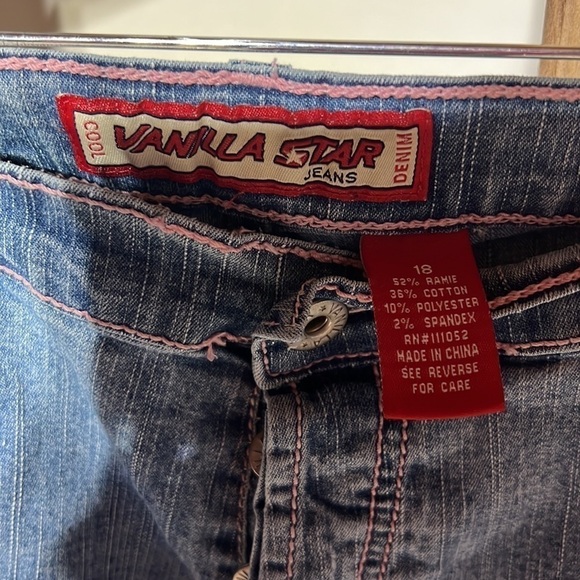 COOL
VANILLA STAR
JEANS
DENIM
18
52% RAMIE
36% COTTON
10% POLYESTER
2% SPANDEX
RN#111052
MADE IN CHINA
SEE REVERSE
FOR CARE